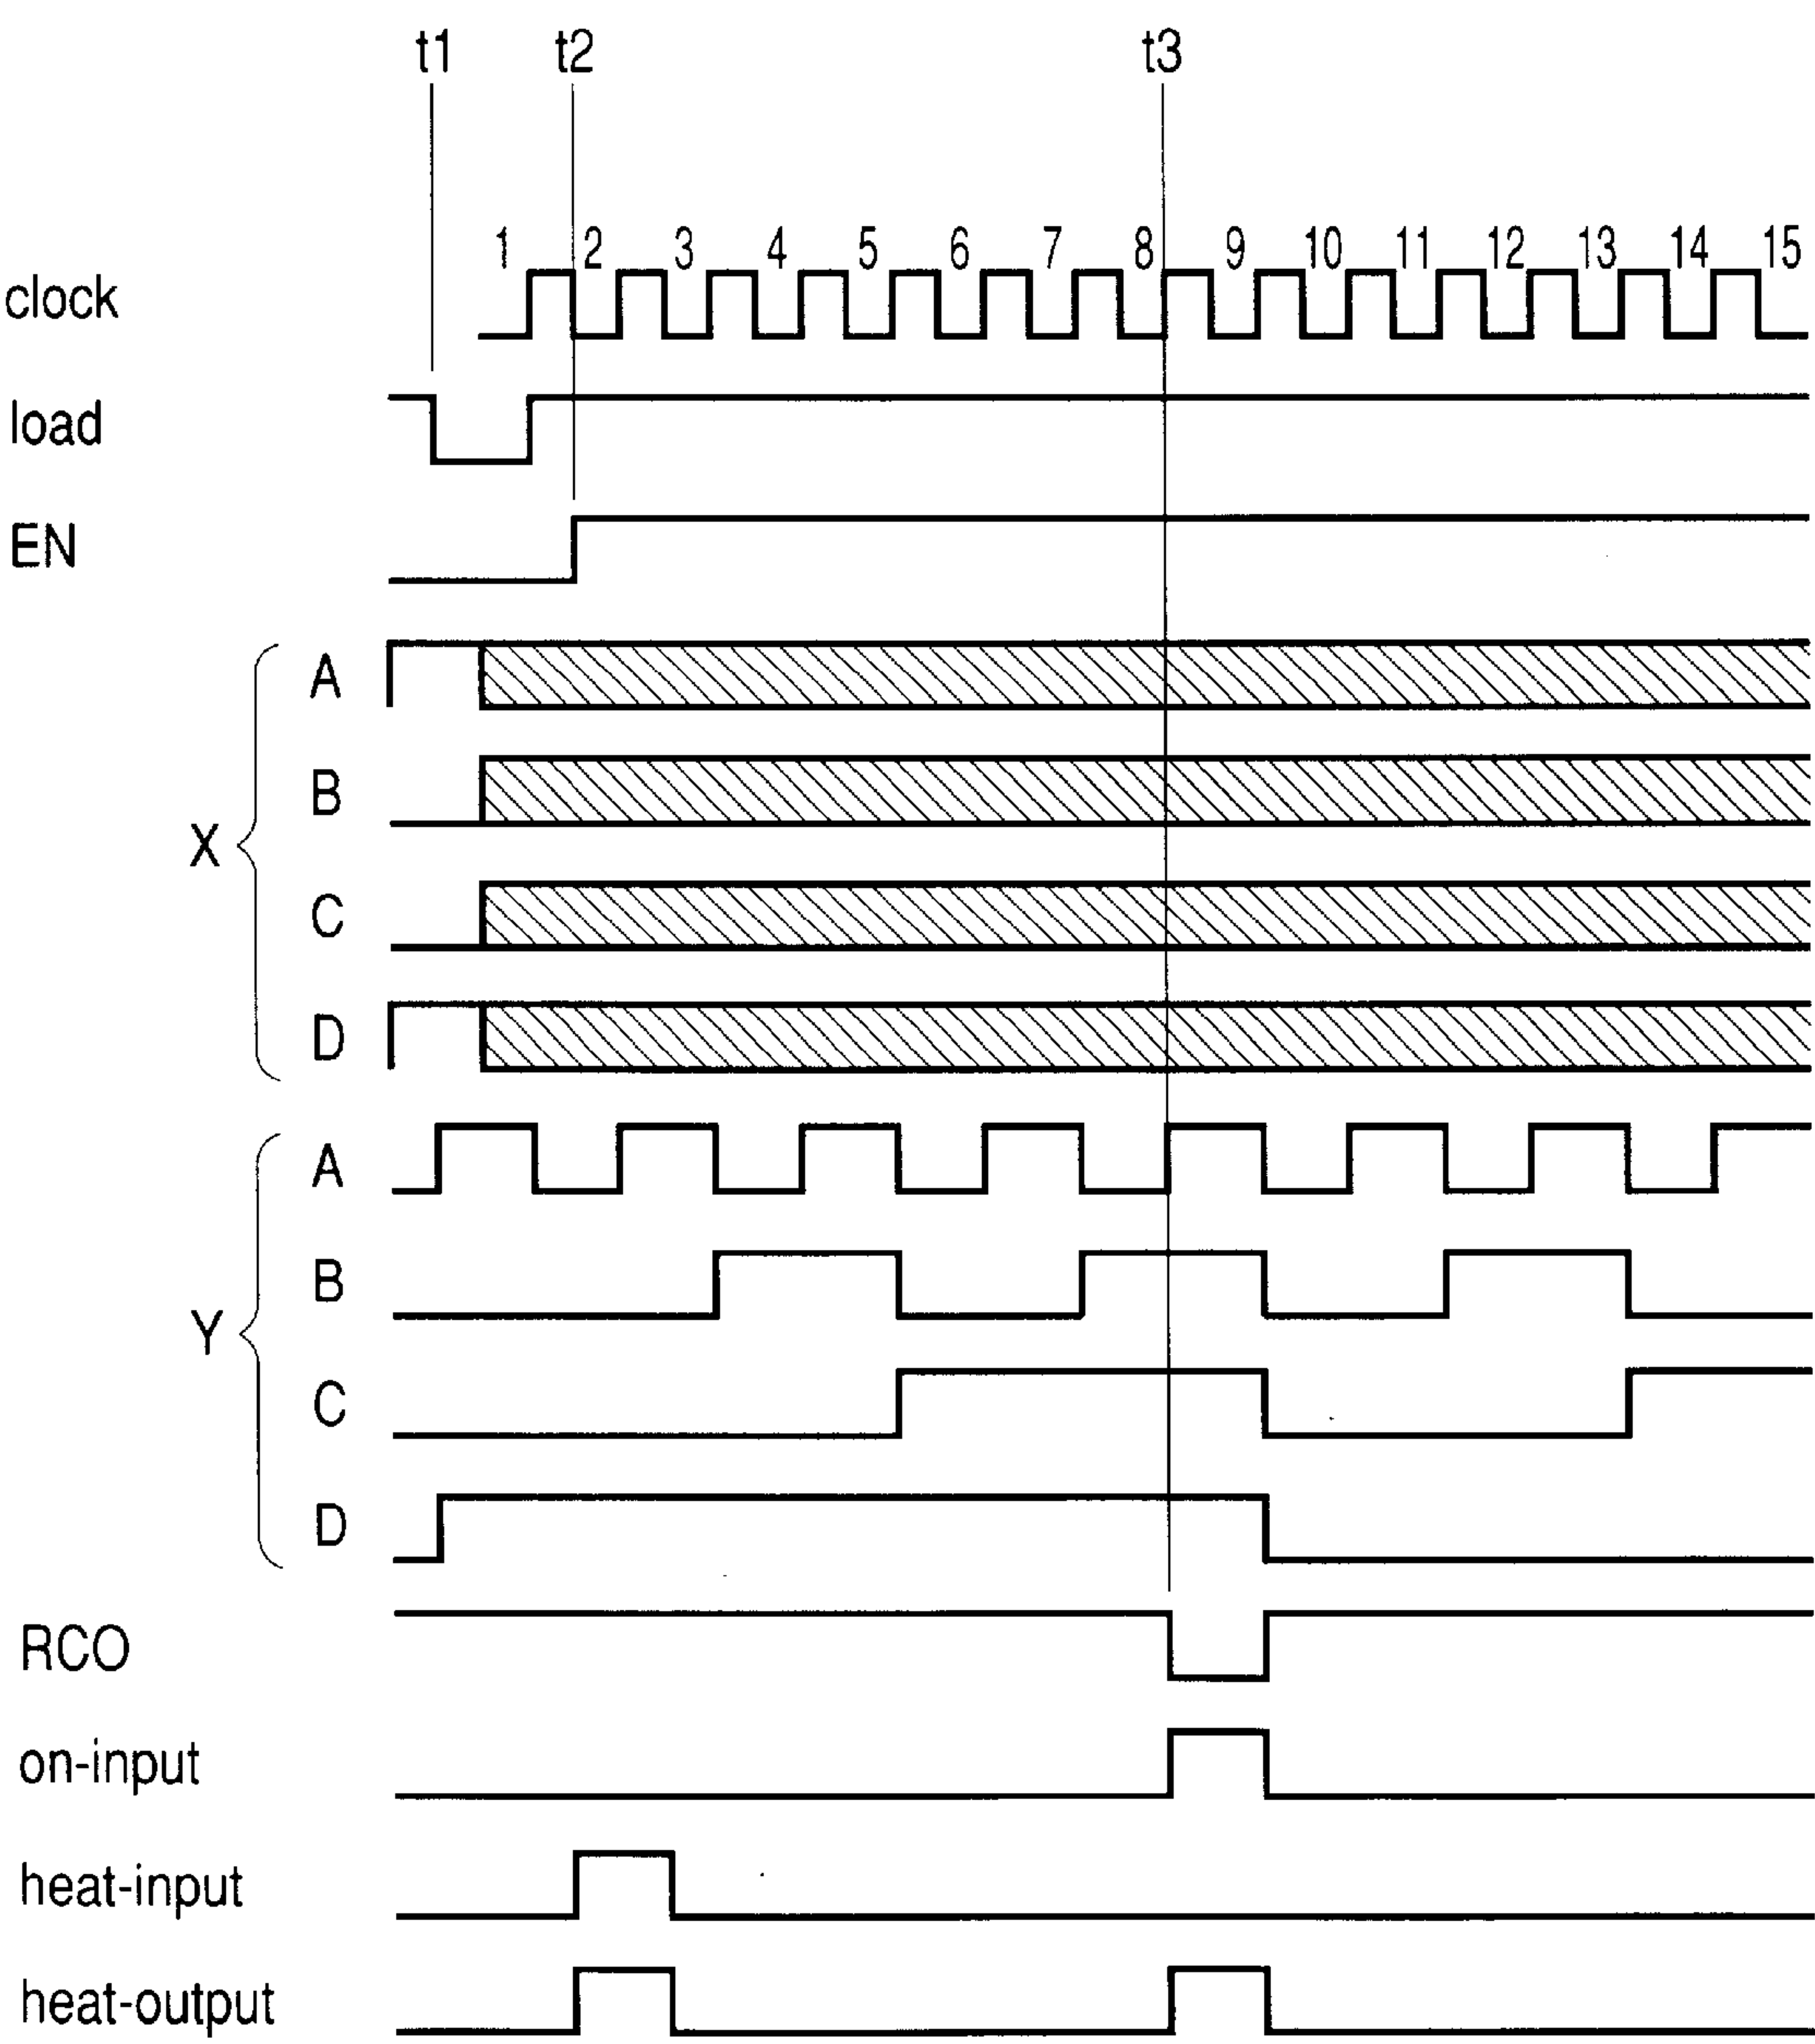 t1 t2 t3
1 2 3 4 5 6 7 8 9 10 11 12 13 14 15
clock
load
EN
X
A
B
C
D
Y
A
B
C
D
RCO
on-input
heat-input
heat-output